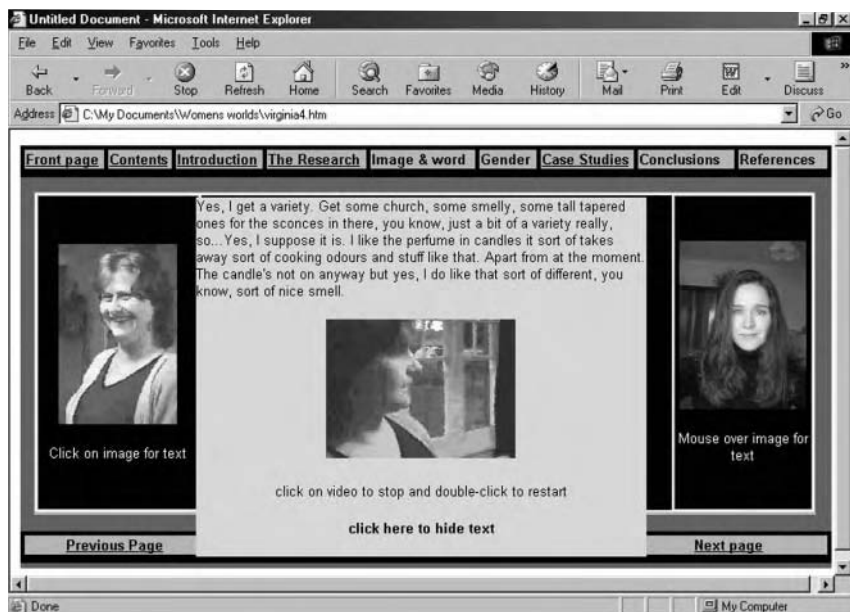 Untitled Document - Microsoft Internet Explorer
File Edit View Favorites Tools Help
Back Forward Stop Refresh Home Search Favorites Media History Mail Print Edit Discuss »
Address C:\My Documents\Womens worlds\virginia4.htm Go
Front page Contents Introduction The Research Image & word Gender Case Studies Conclusions References
Yes, I get a variety. Get some church, some smelly, some tall tapered
ones for the sconces in there, you know, just a bit of a variety really,
so...Yes, I suppose it is. I like the perfume in candles it sort of takes
away sort of cooking odours and stuff like that. Apart from at the moment.
The candle's not on anyway but yes, I do like that sort of different, you
know, sort of nice smell.
Click on image for text
Mouse over image for
text
click on video to stop and double-click to restart
click here to hide text
Previous Page Next page
Done My Computer